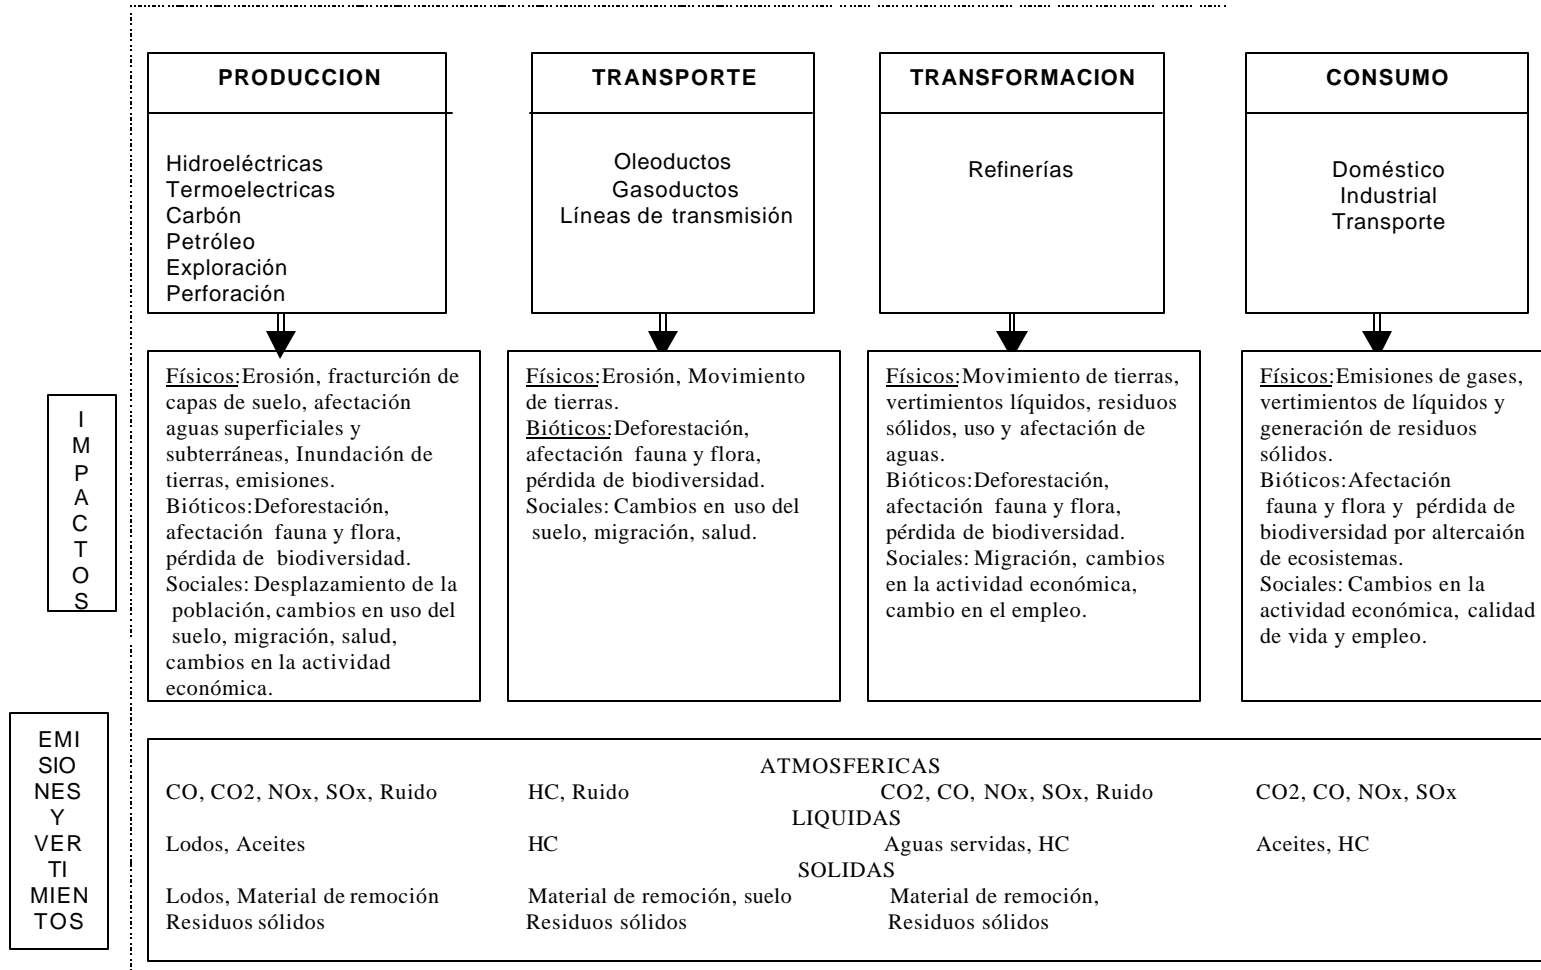 PRODUCCION
Hidroeléctricas
Termoelectricas
Carbón
Petróleo
Exploración
Perforación
TRANSPORTE
Oleoductos
Gasoductos
Líneas de transmisión
TRANSFORMACION
Refinerías
CONSUMO
Doméstico
Industrial
Transporte
I
M
P
A
C
T
O
S
Físicos:Erosión, fracturción de
capas de suelo, afectación
aguas superficiales y
subterráneas, Inundación de
tierras, emisiones.
Bióticos:Deforestación,
afectación fauna y flora,
pérdida de biodiversidad.
Sociales: Desplazamiento de la
población, cambios en uso del
suelo, migración, salud,
cambios en la actividad
económica.
Físicos:Erosión, Movimiento
de tierras.
Bióticos:Deforestación,
afectación fauna y flora,
pérdida de biodiversidad.
Sociales: Cambios en uso del
suelo, migración, salud.
Físicos:Movimiento de tierras,
vertimientos líquidos, residuos
sólidos, uso y afectación de
aguas.
Bióticos:Deforestación,
afectación fauna y flora,
pérdida de biodiversidad.
Sociales: Migración, cambios
en la actividad económica,
cambio en el empleo.
Físicos:Emisiones de gases,
vertimientos de líquidos y
generación de residuos
sólidos.
Bióticos:Afectación
fauna y flora y pérdida de
biodiversidad por altercaión
de ecosistemas.
Sociales: Cambios en la
actividad económica, calidad
de vida y empleo.
EMI
SIO
NES
Y
VER
TI
MIEN
TOS
ATMOSFERICAS
CO, CO2, NOx, SOx, Ruido HC, Ruido CO2, CO, NOx, SOx, Ruido CO2, CO, NOx, SOx
LIQUIDAS
Lodos, Aceites HC Aguas servidas, HC Aceites, HC
SOLIDAS
Lodos, Material de remoción Material de remoción, suelo Material de remoción,
Residuos sólidos Residuos sólidos Residuos sólidos